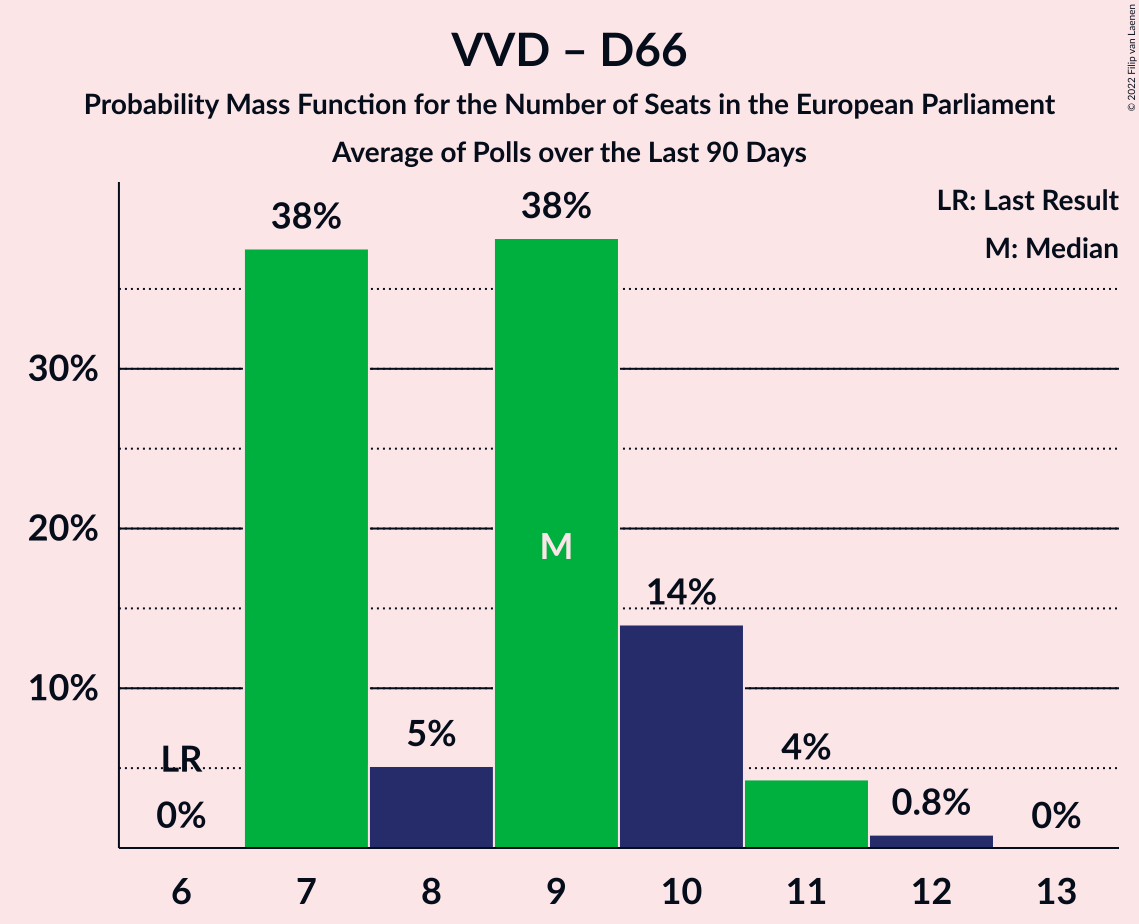 VVD – D66
Probability Mass Function for the Number of Seats in the European Parliament
Average of Polls over the Last 90 Days
© 2022 Filip van Laenen
LR: Last Result
M: Median
38%
38%
30%
20%
M
14%
10%
5%
4%
LR
0.8%
0%
0%
6 7 8 9 10 11 12 13